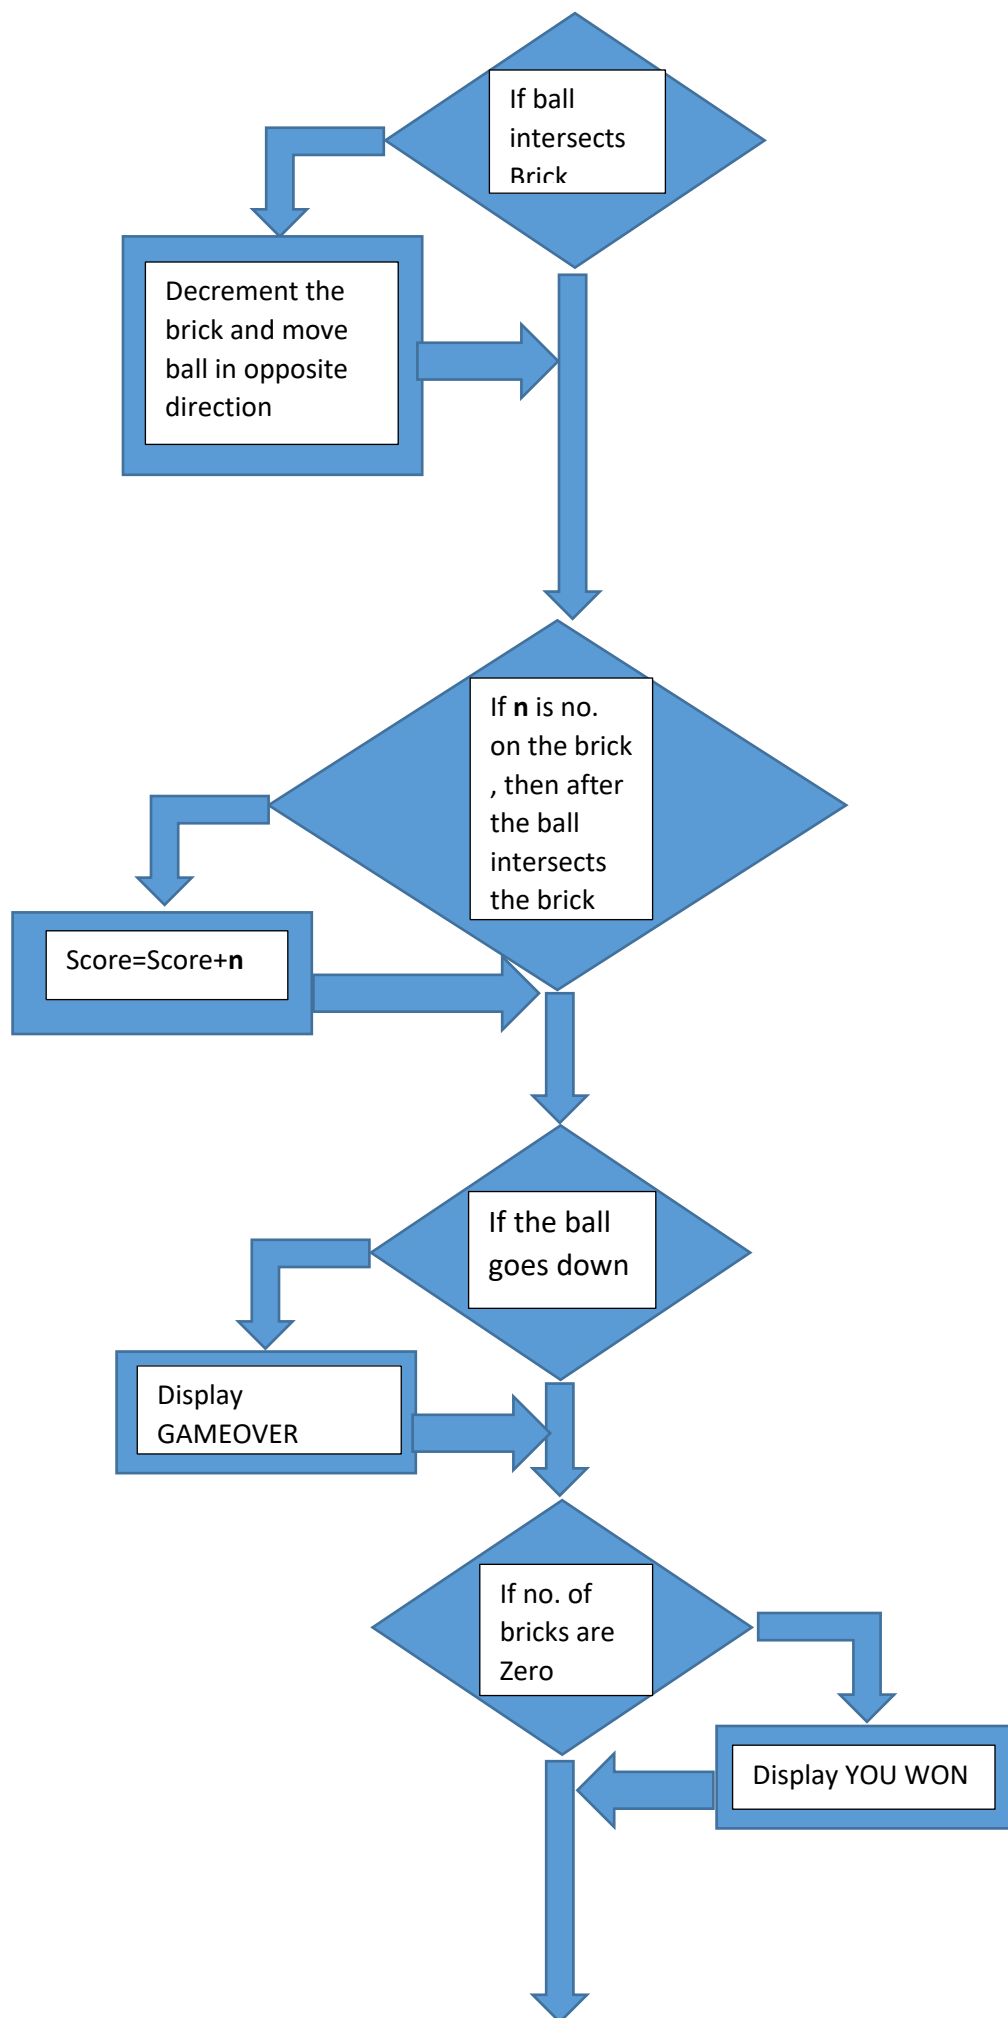 If ball
intersects
Brick
Decrement the
brick and move
ball in opposite
direction
If n is no.
on the brick
, then after
the ball
intersects
the brick
Score=Score+n
If the ball
goes down
Display
GAMEOVER
If no. of
bricks are
Zero
Display YOU WON